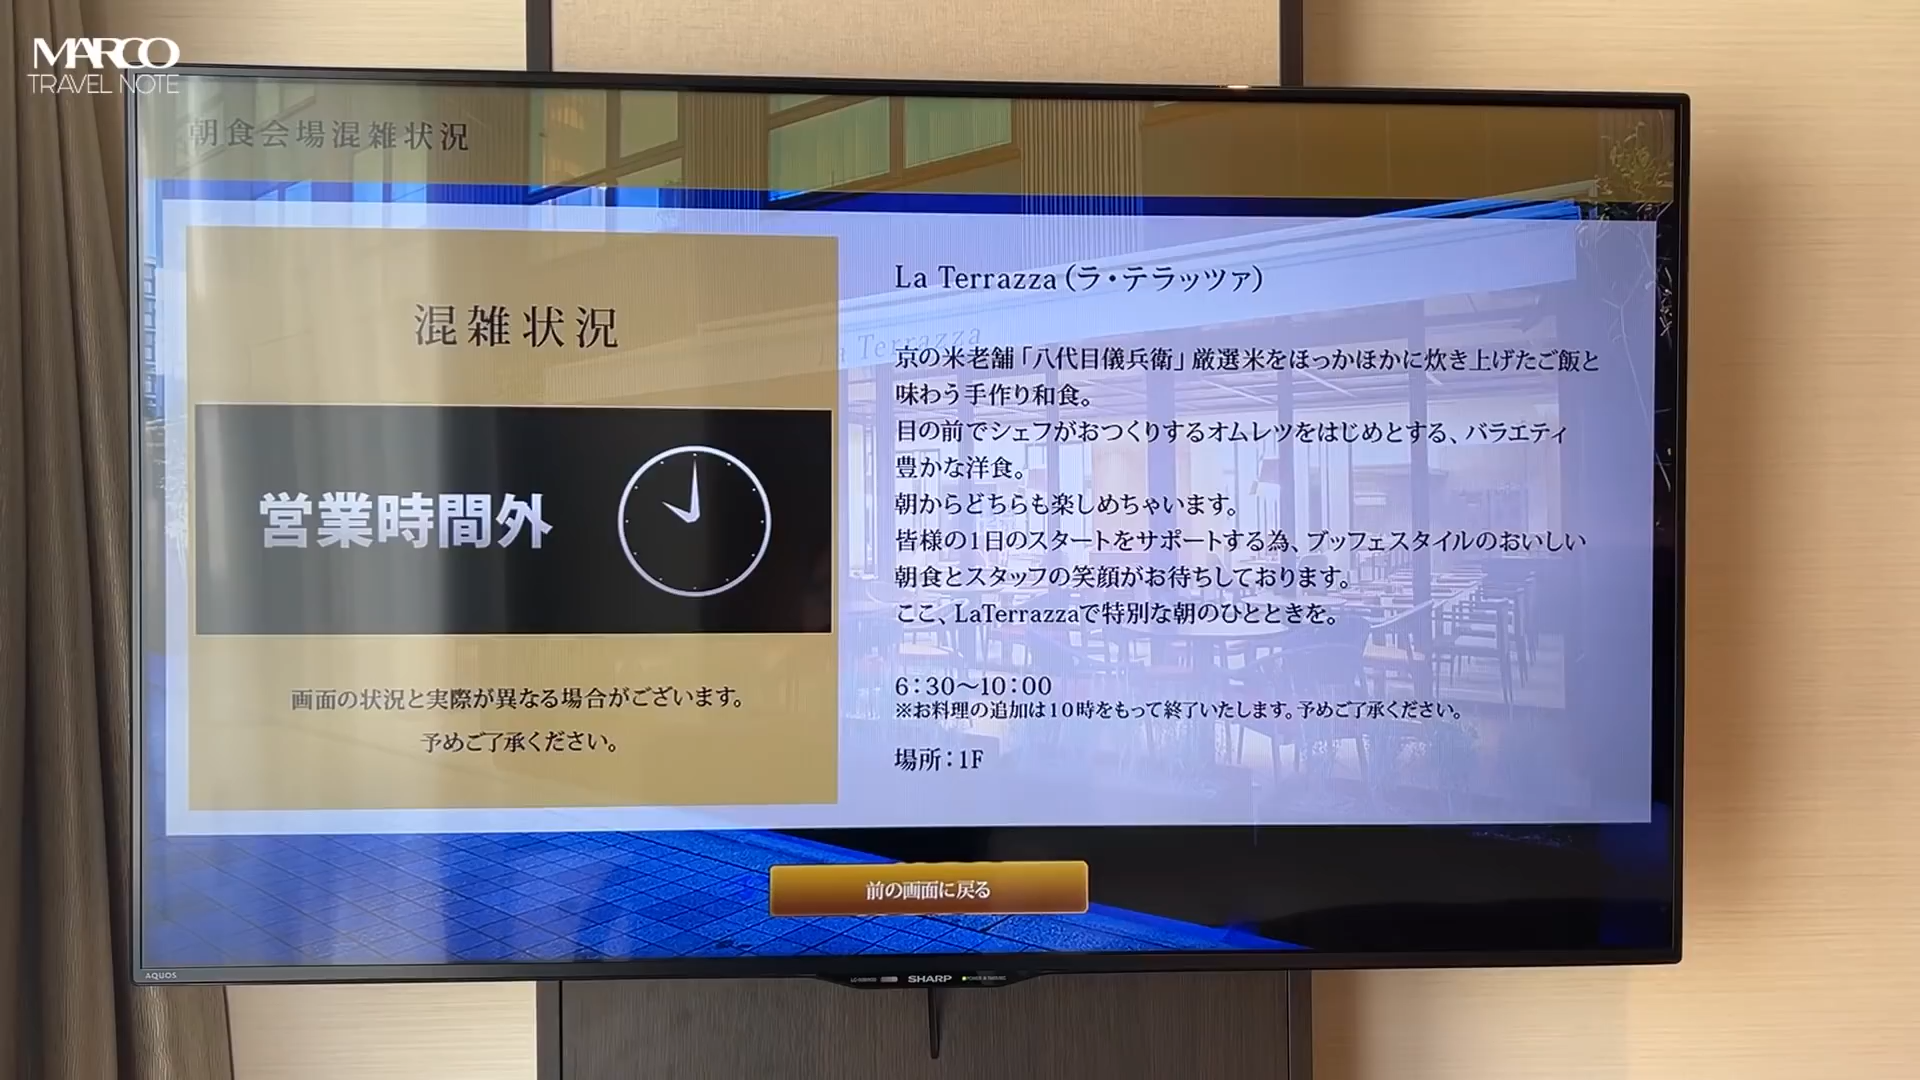 MARCO
TRAVEL NOTE
朝食会場混雑状況
混雑状況
営業時間外
画面の状況と実際が異なる場合がございます。
予めご了承ください。
La Terrazza(ラ・テラッツァ)
La Terrazza
京の米老舗「八代目儀兵衛」厳選米をほっかほかに炊き上げたご飯と
味わう手作り和食。
目の前でシェフがおつくりするオムレツをはじめとする、バラエティ
豊かな洋食。
朝からどちらも楽しめちゃいます。
皆様の1日のスタートをサポートする為、ブッフェスタイルのおいしい
朝食とスタッフの笑顔がお待ちしております。
ここ、LaTerrazzaで特別な朝のひとときを。
6:30〜10:00
※お料理の追加は10時をもって終了いたします。予めご了承ください。
場所:1F
前の画面に戻る
AQUOS
SHARP